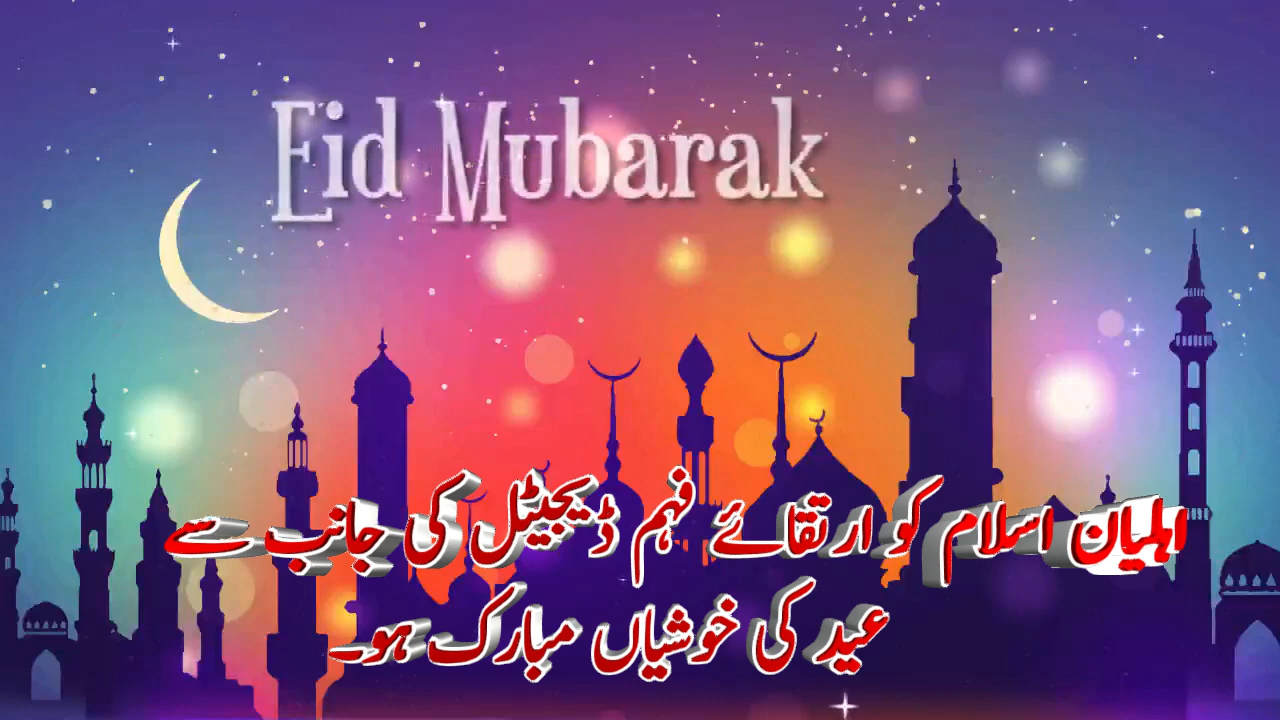 Eid Mubarak
اہلیان اسلام کو ارتقائے فہم ڈیجیٹل کی جانب سے
عید کی خوشیاں مبارک ہو۔